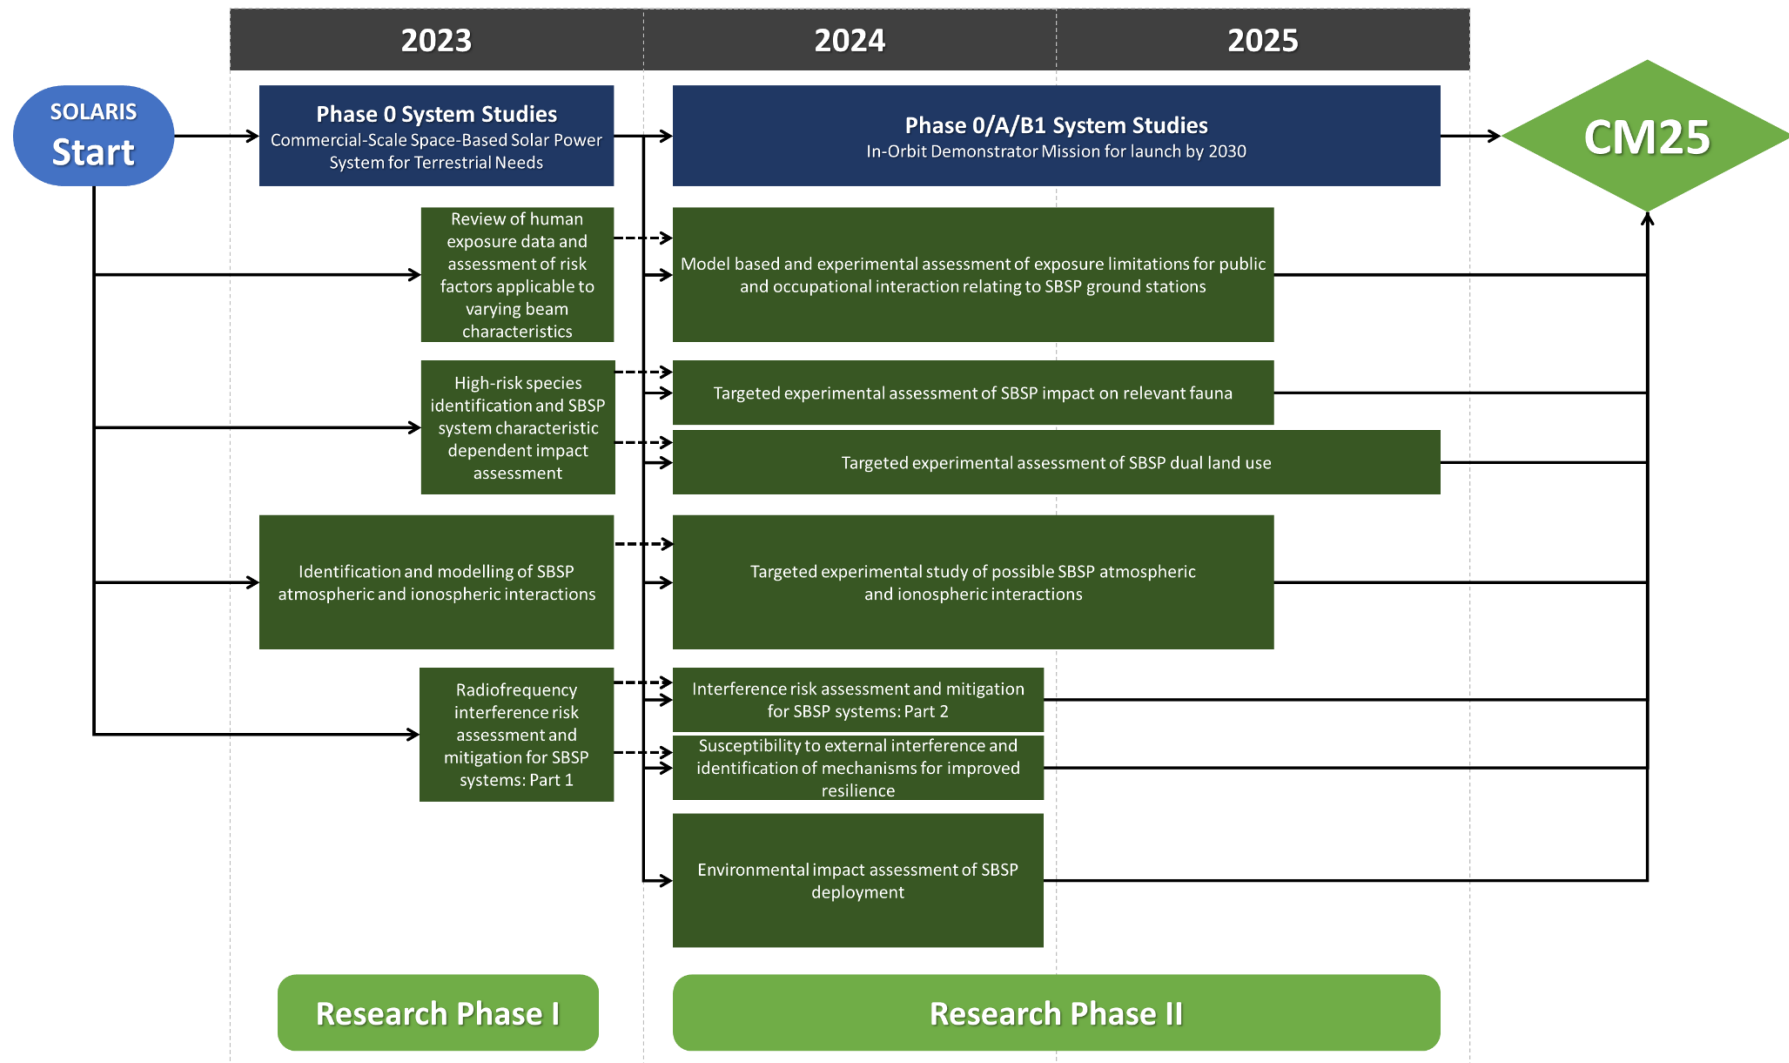 2023
2024
2025
SOLARIS
Start
Phase 0 System Studies
Commercial-Scale Space-Based Solar Power
System for Terrestrial Needs
Phase 0/A/B1 System Studies
In-Orbit Demonstrator Mission for launch by 2030
CM25
Review of human
exposure data and
assessment of risk
factors applicable to
varying beam
characteristics
Model based and experimental assessment of exposure limitations for public
and occupational interaction relating to SBSP ground stations
High-risk species
identification and SBSP
system characteristic
dependent impact
assessment
Targeted experimental assessment of SBSP impact on relevant fauna
Targeted experimental assessment of SBSP dual land use
Identification and modelling of SBSP
atmospheric and ionospheric interactions
Targeted experimental study of possible SBSP atmospheric
and ionospheric interactions
Radiofrequency
interference risk
assessment and
mitigation for SBSP
systems: Part 1
Interference risk assessment and mitigation
for SBSP systems: Part 2
Susceptibility to external interference and
identification of mechanisms for improved
resilience
Environmental impact assessment of SBSP
deployment
Research Phase I
Research Phase II